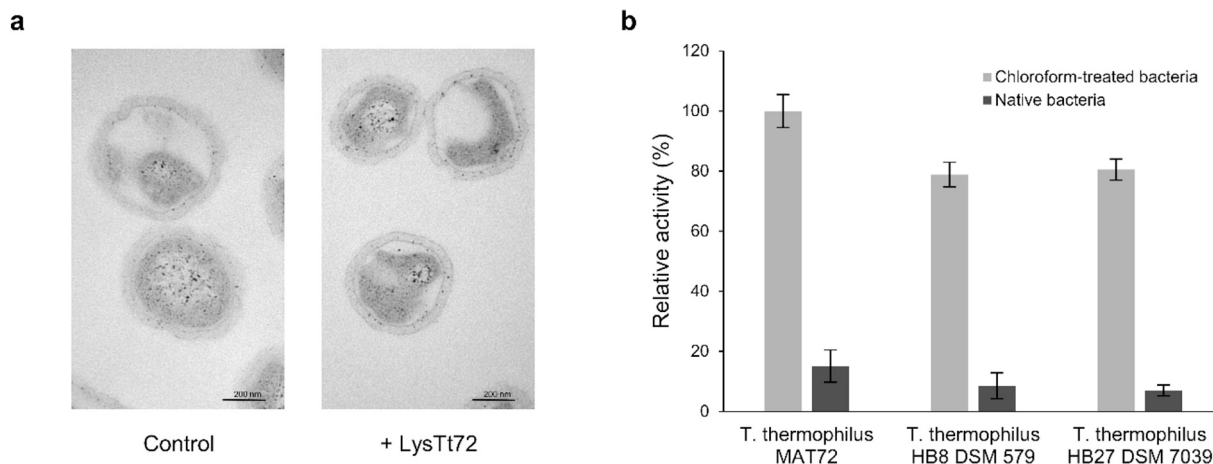 a
200 nm
Control
200 nm
+ LysTt72
b
Relative activity (%)
120
100
80
60
40
20
0
Chloroform-treated bacteria
Native bacteria
T. thermophilus
MAT72
T. thermophilus
HB8 DSM 579
T. thermophilus
HB27 DSM 7039